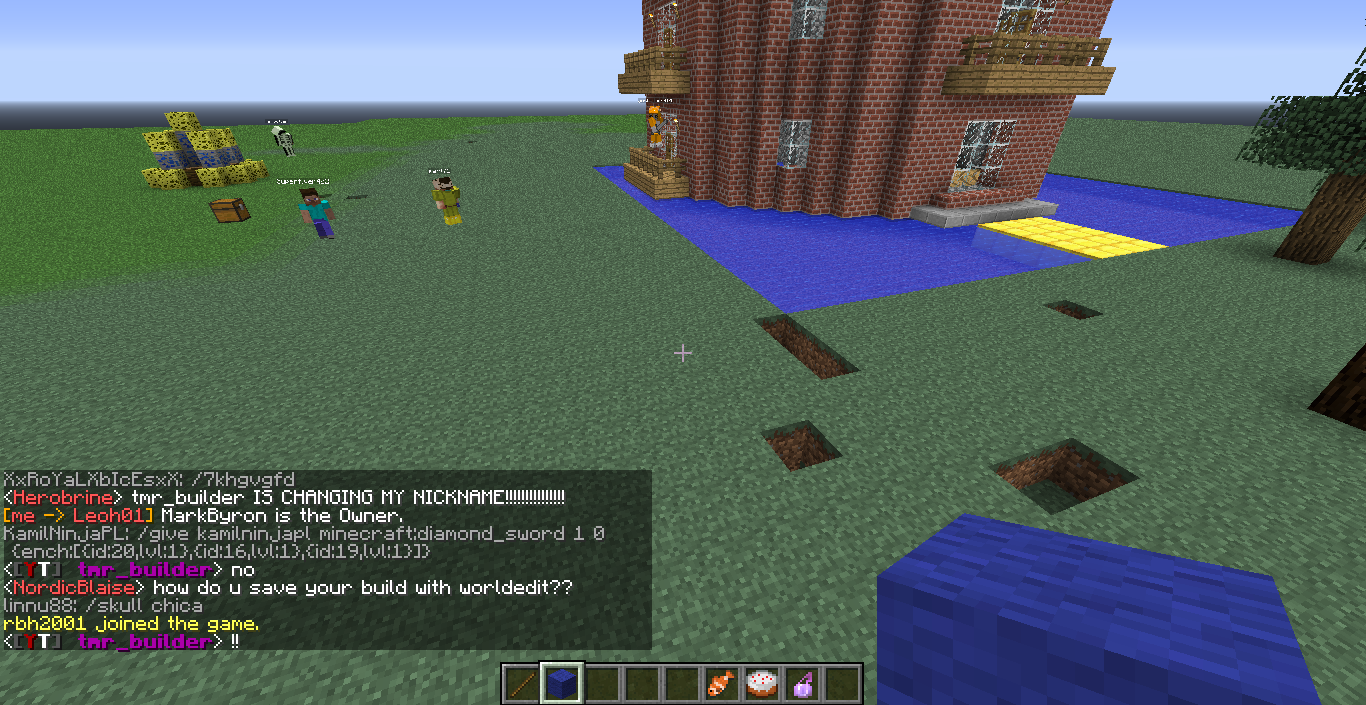 Superfiver422
XxRoYaLXbIcEsxX: /7khgvgfd
<Herobrine> tmr_builder IS CHANGING MY NICKNAME!!!!!!!!!!!!!!
[me -> Leoh01] MarkByron is the Owner.
KamilNinjaPL: /give kamilninjapl minecraft:diamond_sword 1 0
{ench:[{id:20,lvl:1},{id:16,lvl:1},{id:19,lvl:1}]}
<[YT] tmr_builder> no
<NordicBlaise> how do u save your build with worldedit??
linnu88: /skull chica
rbh2001 joined the game.
<[YT] tmr_builder> !!